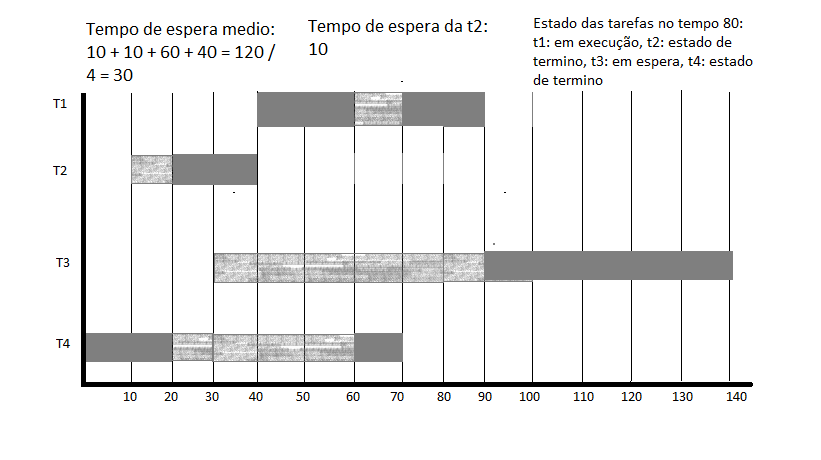 Tempo de espera medio:
10 + 10 + 60 + 40 = 120 /
4 = 30
Tempo de espera da t2:
10
Estado das tarefas no tempo 80:
t1: em execução, t2: estado de
termino, t3: em espera, t4: estado
de termino
T1
T2
T3
T4
10 20 30 40 50 60 70 80 90 100 110 120 130 140